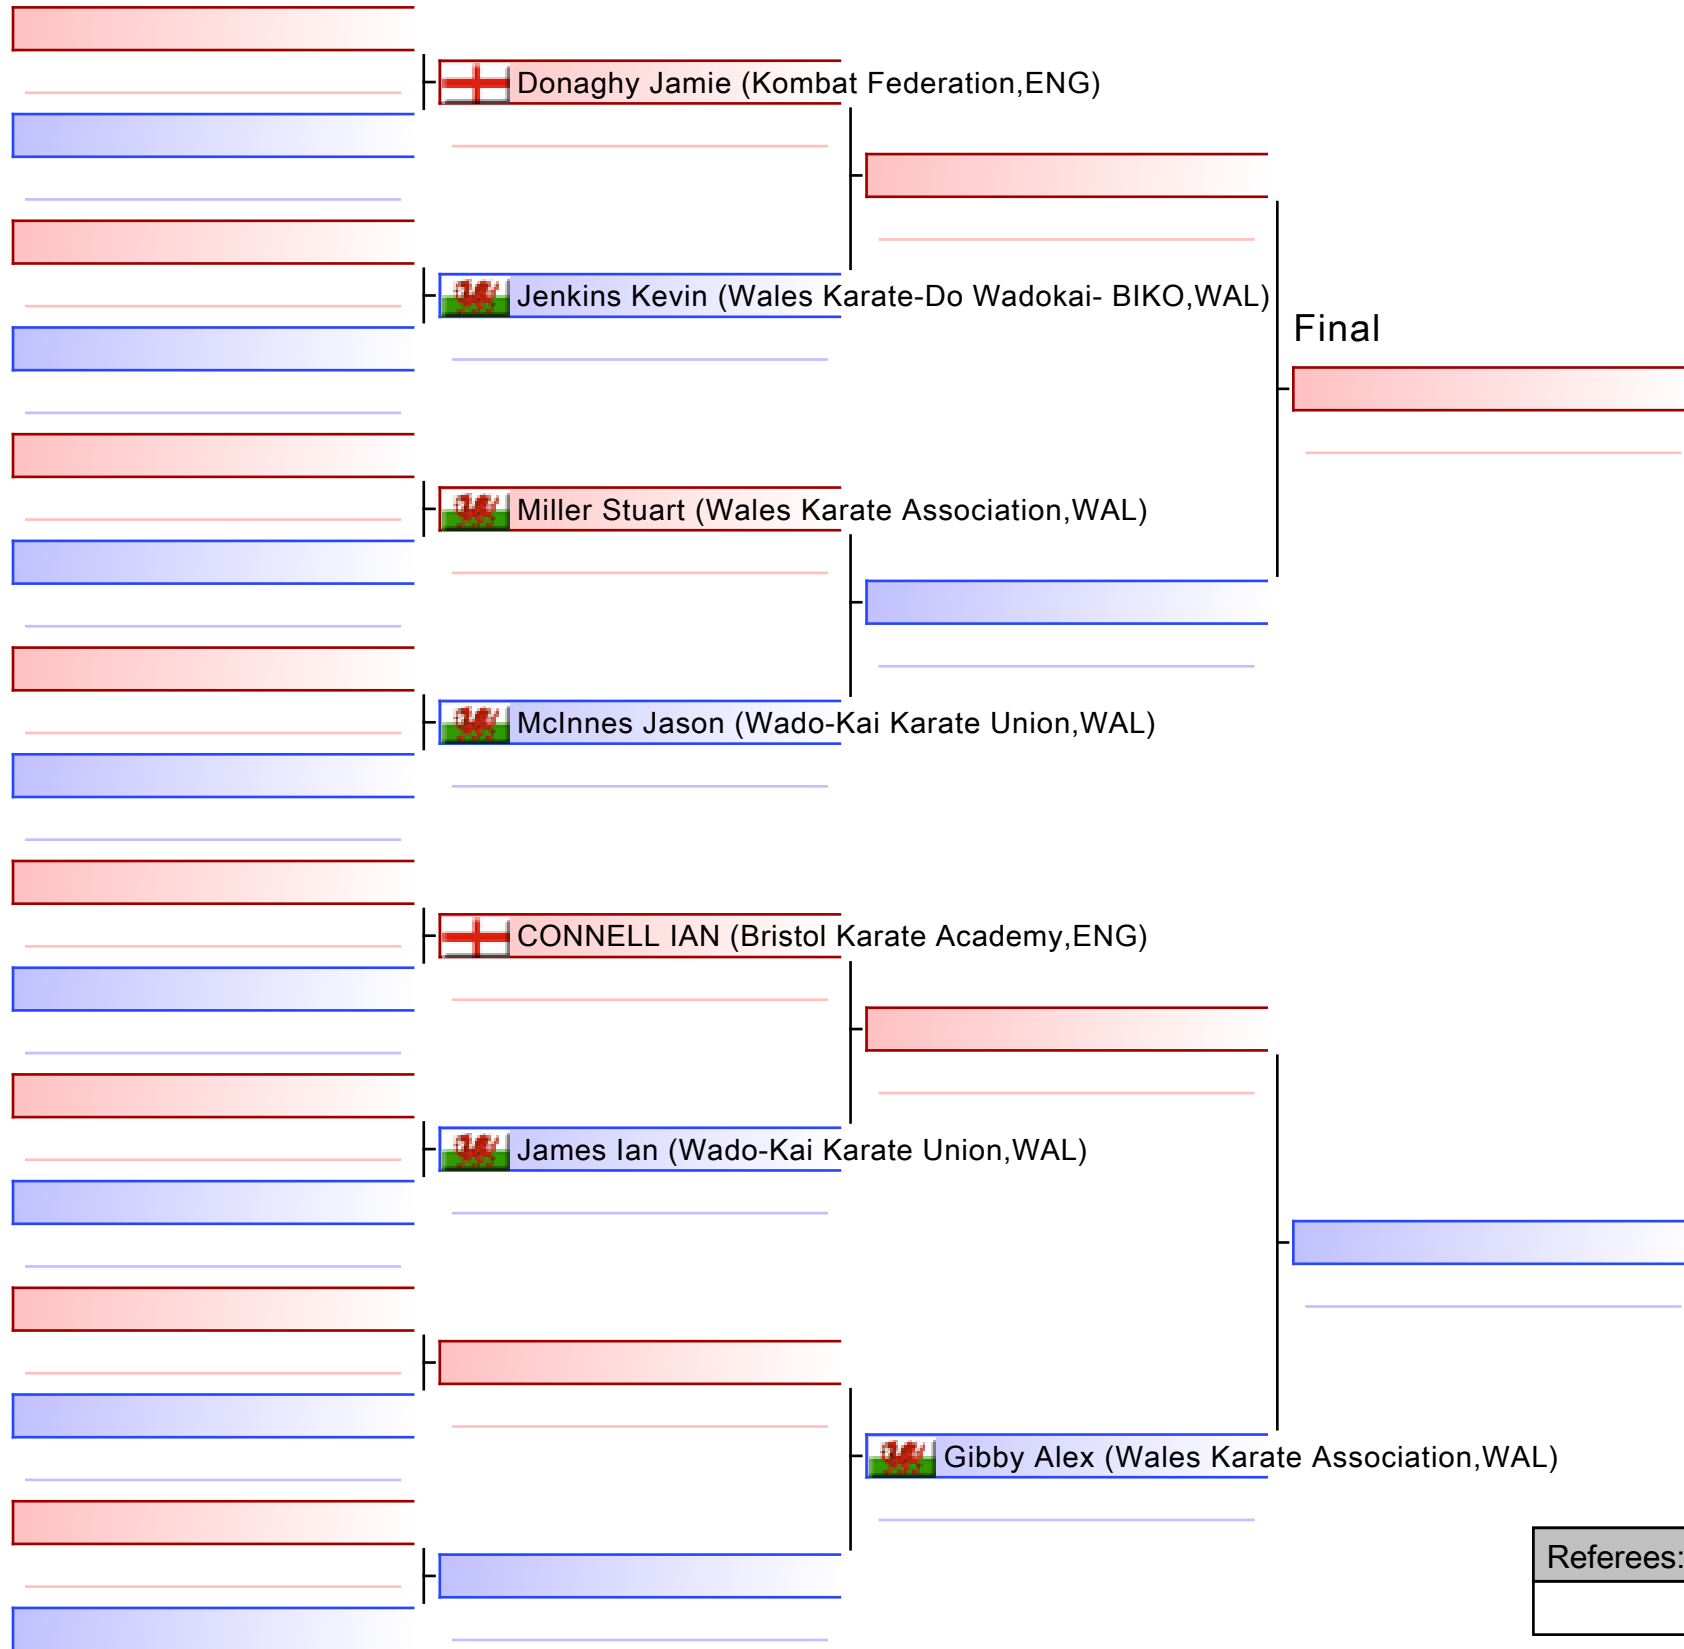 Donaghy Jamie (Kombat Federation,ENG)
Jenkins Kevin (Wales Karate-Do Wadokai- BIKO,WAL)
Final
Miller Stuart (Wales Karate Association,WAL)
McInnes Jason (Wado-Kai Karate Union,WAL)
CONNELL IAN (Bristol Karate Academy,ENG)
James Ian (Wado-Kai Karate Union,WAL)
Gibby Alex (Wales Karate Association,WAL)
Referees: